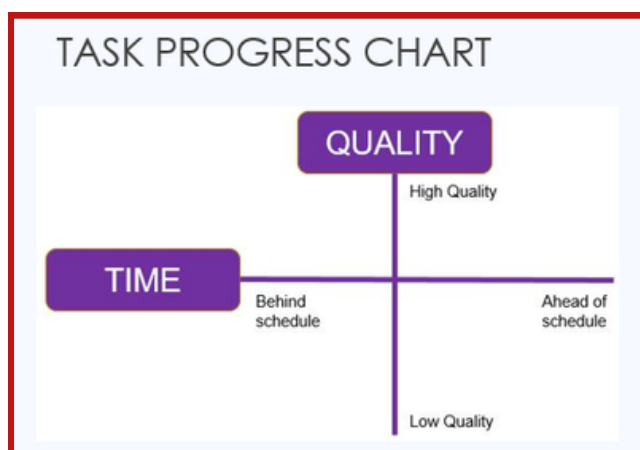 TASK PROGRESS CHART
QUALITY
High Quality
TIME
Behind
schedule
Ahead of
schedule
Low Quality